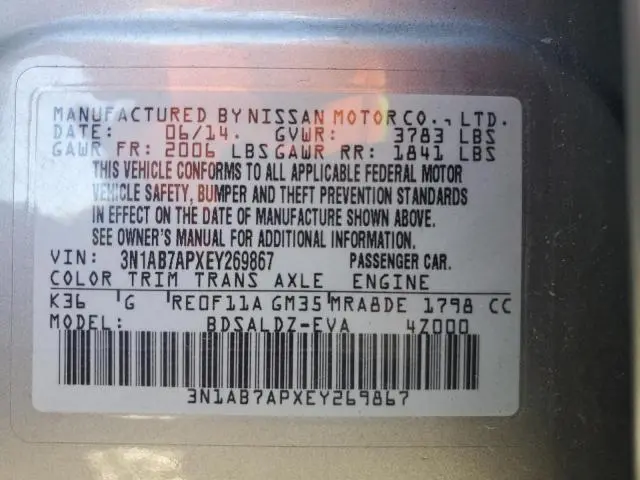 MANUFACTURED BY NISSAN MOTOR CO., LTD.
DATE: 06/14. GVWR: 3783 LBS
GAWR FR: 2006 LBS GAWR RR: 1841 LBS
THIS VEHICLE CONFORMS TO ALL APPLICABLE FEDERAL MOTOR
VEHICLE SAFETY, BUMPER AND THEFT PREVENTION STANDARDS
IN EFFECT ON THE DATE OF MANUFACTURE SHOWN ABOVE.
SEE OWNER'S MANUAL FOR ADDITIONAL INFORMATION.
VIN: 3N1AB7APXEY269867 PASSENGER CAR.
COLOR TRIM TRANS AXLE ENGINE
K36 G RE0F11A GM35 MRA8DE 1798 CC
MODEL: BDSALDZ-EVA 4Z000
3N1AB7APXEY269867